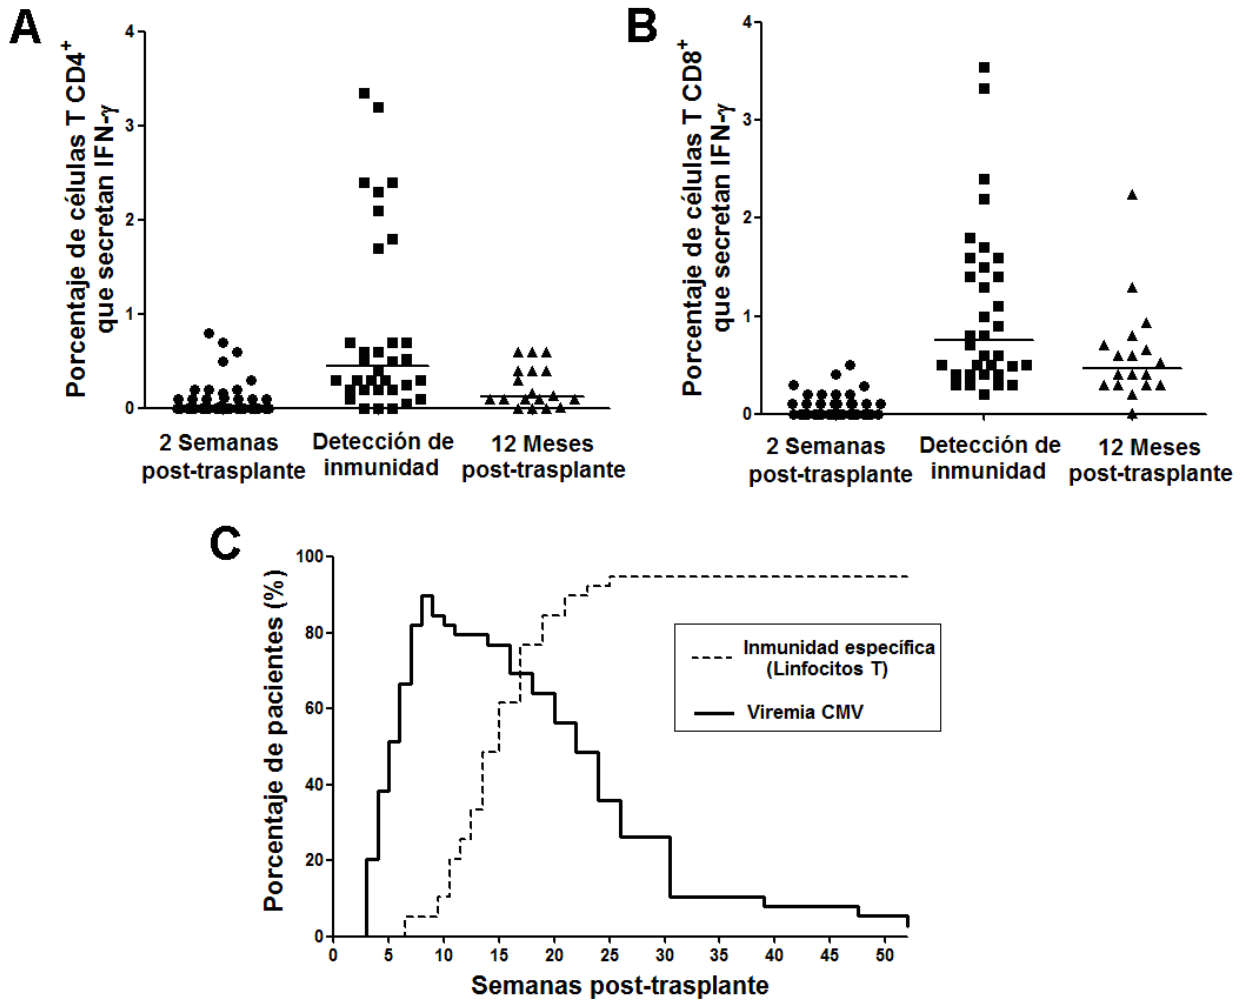 A
Porcentaje de células T CD4+
que secretan IFN-γ
4
3
2
1
0
2 Semanas
post-trasplante
Detección de
inmunidad
12 Meses
post-trasplante
B
Porcentaje de células T CD8+
que secretan IFN-γ
4
3
2
1
0
2 Semanas
post-trasplante
Detección de
inmunidad
12 Meses
post-trasplante
C
Porcentaje de pacientes (%)
100
80
60
40
20
0
Inmunidad específica
(Linfocitos T)
Viremia CMV
0 5 10 15 20 25 30 35 40 45 50
Semanas post-trasplante